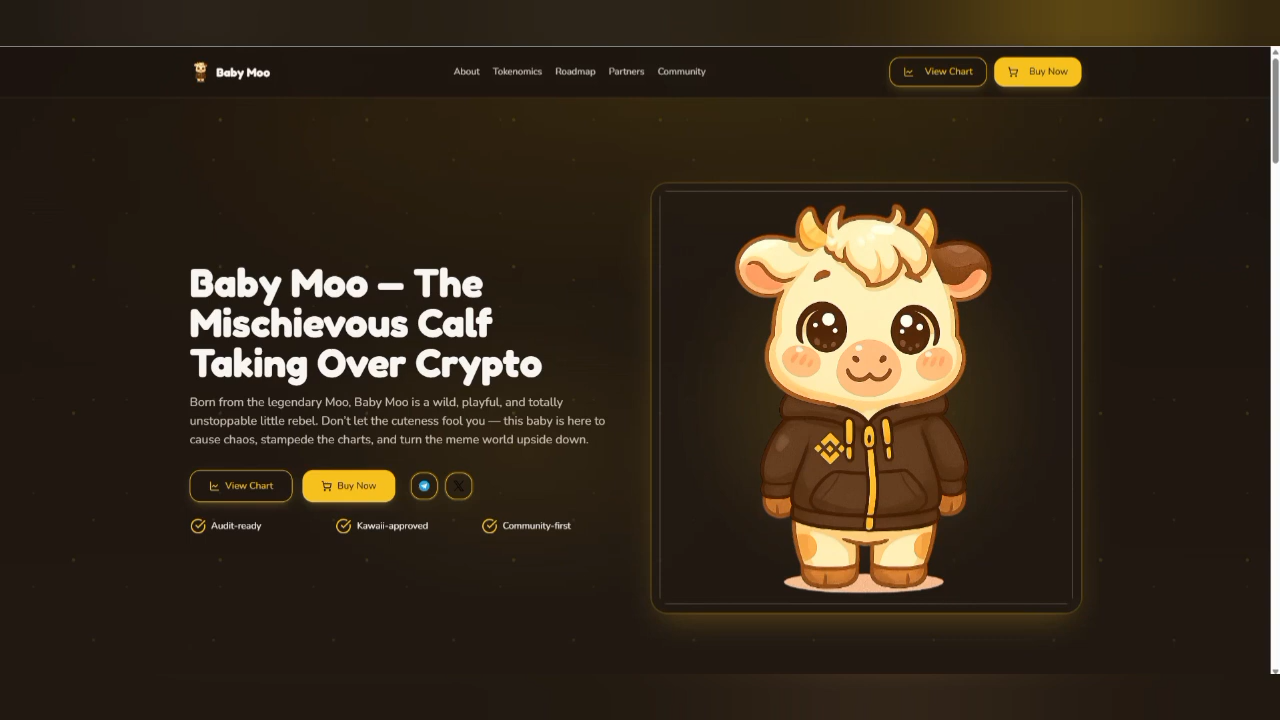 Baby Moo
About
Tokenomics
Roadmap
Partners
Community
View Chart
Buy Now
Baby Moo — The
Mischievous Calf
Taking Over Crypto
Born from the legendary Moo, Baby Moo is a wild, playful, and totally
unstoppable little rebel. Don't let the cuteness fool you — this baby is here to
cause chaos, stampede the charts, and turn the meme world upside down.
View Chart
Buy Now
Audit-ready
Kawaii-approved
Community-first